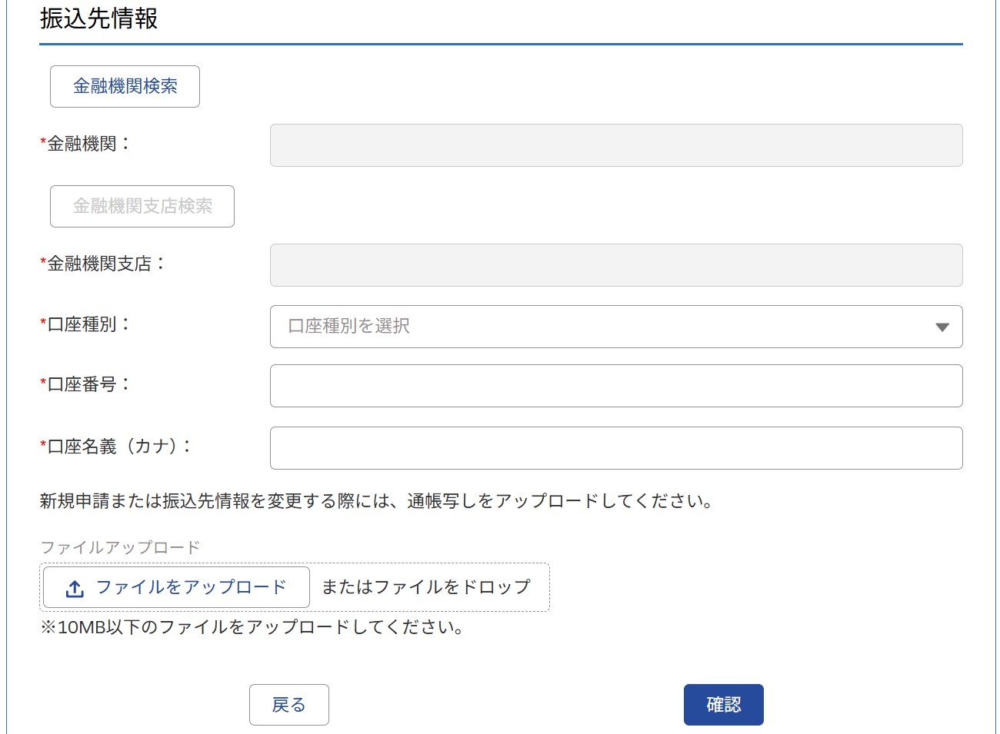 振込先情報
金融機関検索
*金融機関：
金融機関支店検索
*金融機関支店：
*口座種別：
口座種別を選択
*口座番号：
*口座名義（カナ）：
新規申請または振込先情報を変更する際には、通帳写しをアップロードしてください。
ファイルアップロード
ファイルをアップロード またはファイルをドロップ
※10MB以下のファイルをアップロードしてください。
戻る
確認